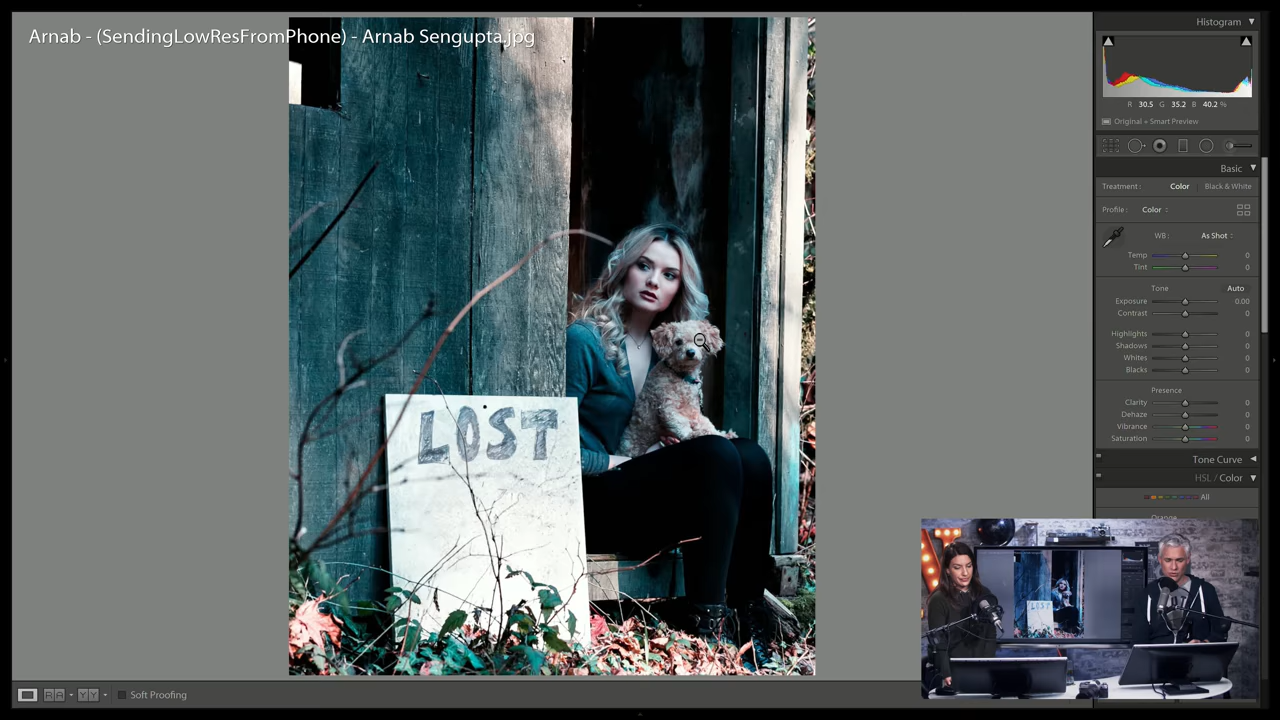 Arnab - (SendingLowResFromPhone) - Arnab Sengupta.jpg
Histogram
R 30.5 G 35.2 B 40.2 %
Original + Smart Preview
Basic
Treatment : Color Black & White
Profile : Color
WB : As Shot
Temp 0
Tint 0
Tone Auto
Exposure 0.00
Contrast 0
Highlights 0
Shadows 0
Whites 0
Blacks 0
Presence
Clarity 0
Dehaze 0
Vibrance 0
Saturation 0
Tone Curve
HSL / Color
All
Orange
LOST
Soft Proofing